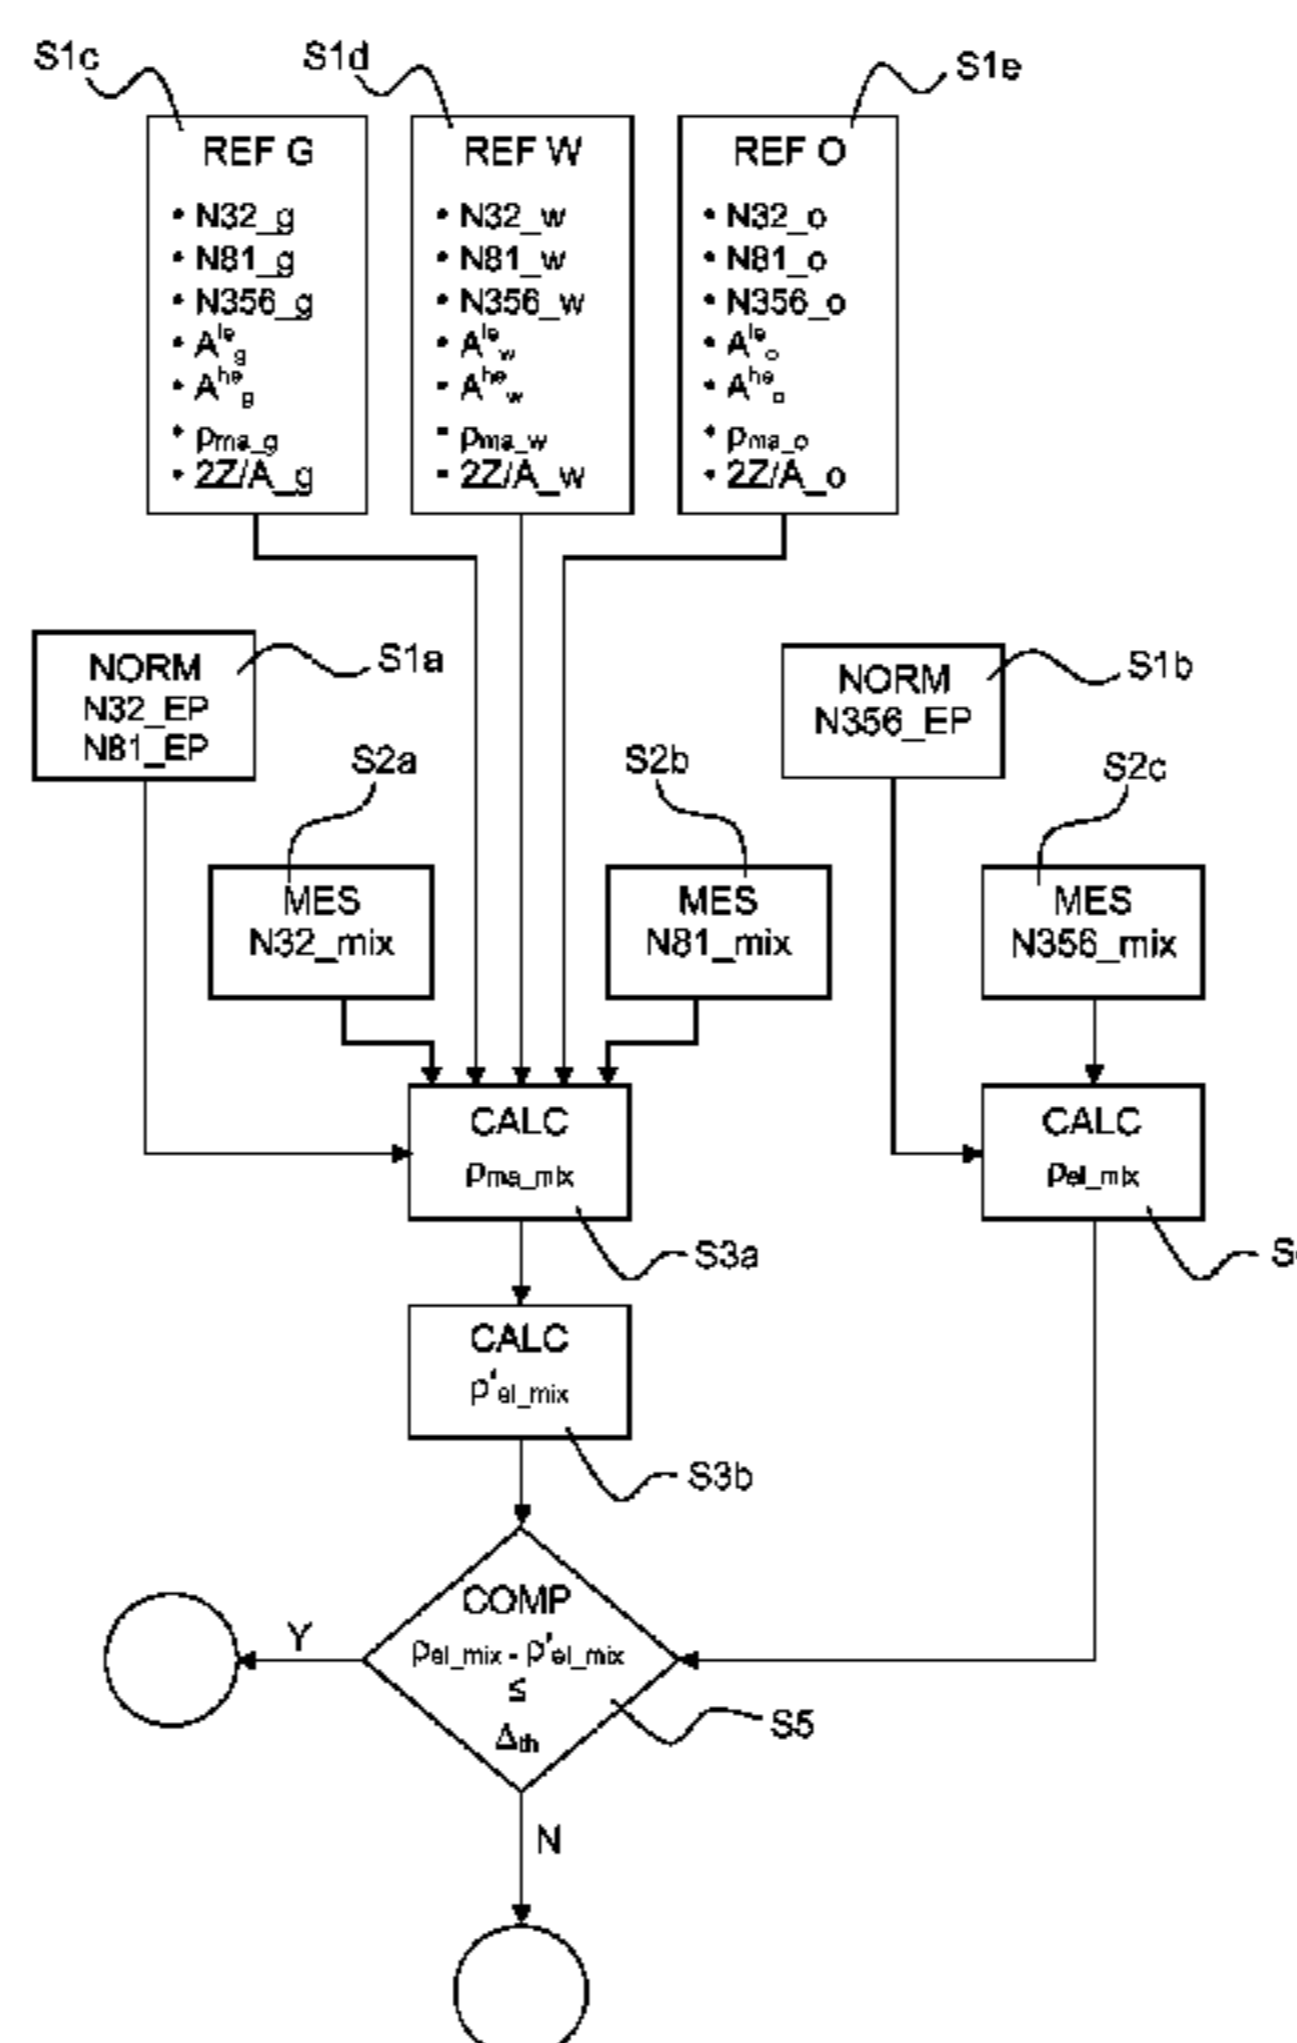 S1c
S1d
S1e
REF G
• N32_g
• N81_g
• N356_g
• A^le_g
• A^he_g
• ρma_g
• 2Z/A_g
REF W
• N32_w
• N81_w
• N356_w
• A^le_w
• A^he_w
• ρma_w
• 2Z/A_w
REF O
• N32_o
• N81_o
• N356_o
• A^le_o
• A^he_o
• ρma_o
• 2Z/A_o
NORM
N32_EP
N81_EP
S1a
NORM
N356_EP
S1b
S2a
S2b
S2c
MES
N32_mix
MES
N81_mix
MES
N356_mix
CALC
ρma_mix
S3a
CALC
ρel_mix
CALC
ρ'el_mix
S3b
COMP
ρel_mix - ρ'el_mix
≤
Δth
S5
Y
N